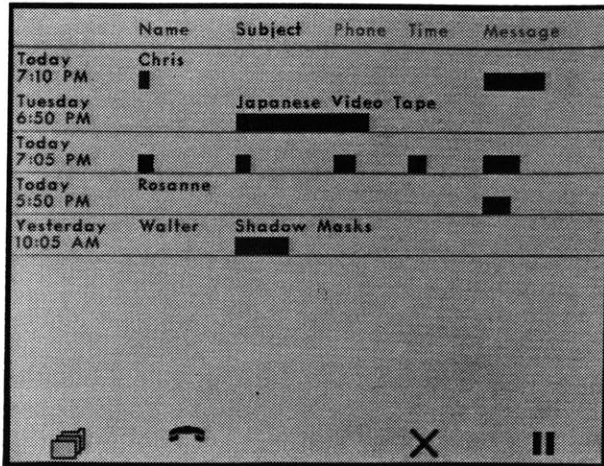 Name Subject Phone Time Message
Today Chris
7:10 PM
Tuesday Japanese Video Tape
6:50 PM
Today
7:05 PM
Today Rosanne
5:50 PM
Yesterday Walter Shadow Masks
10:05 AM